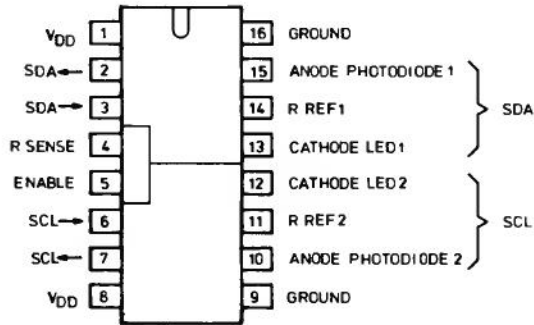 V_DD 1 16 GROUND
SDA← 2 15 ANODE PHOTODIODE 1
SDA→ 3 14 R REF1
R SENSE 4 13 CATHODE LED1
SDA
ENABLE 5 12 CATHODE LED2
SCL→ 6 11 R REF2
SCL← 7 10 ANODE PHOTODIODE 2
SCL
V_DD 8 9 GROUND